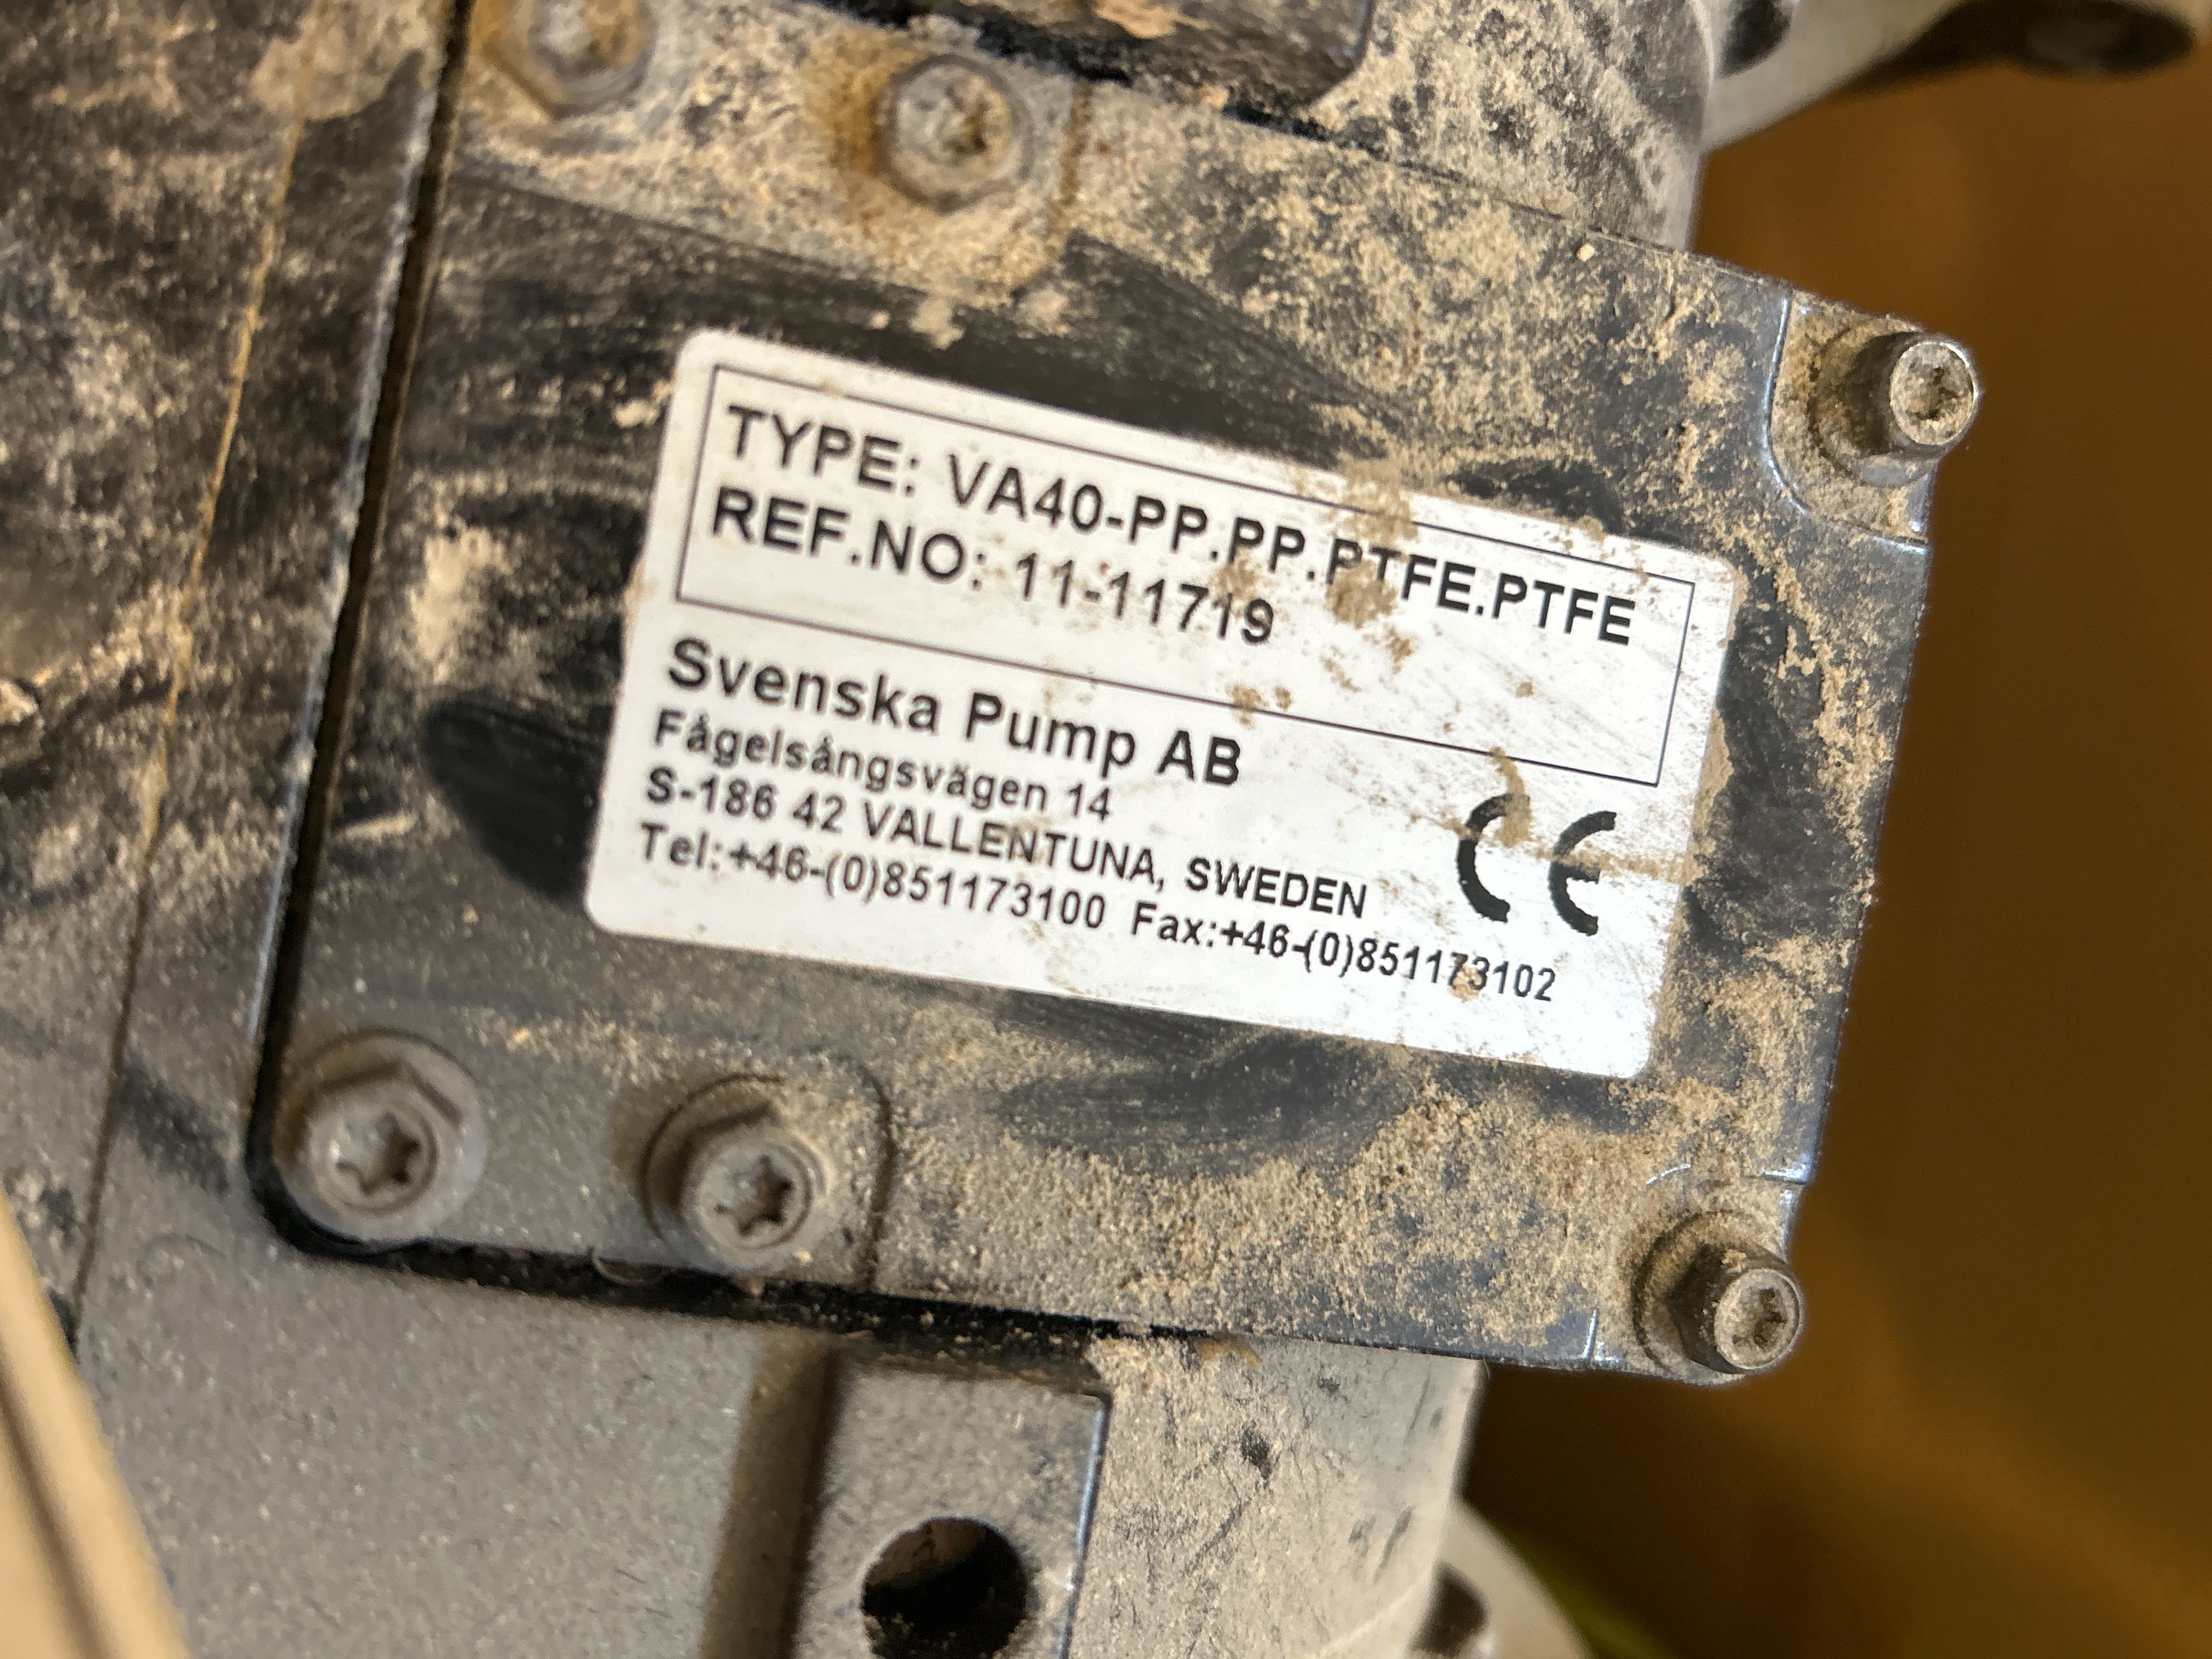 TYPE: VA40-PP.PP.PTFE.PTFE
REF.NO: 11-11719
Svenska Pump AB
Fågelsångsvägen 14
S-186 42 VALLENTUNA, SWEDEN
Tel:+46-(0)851173100 Fax:+46-(0)851173102
CE